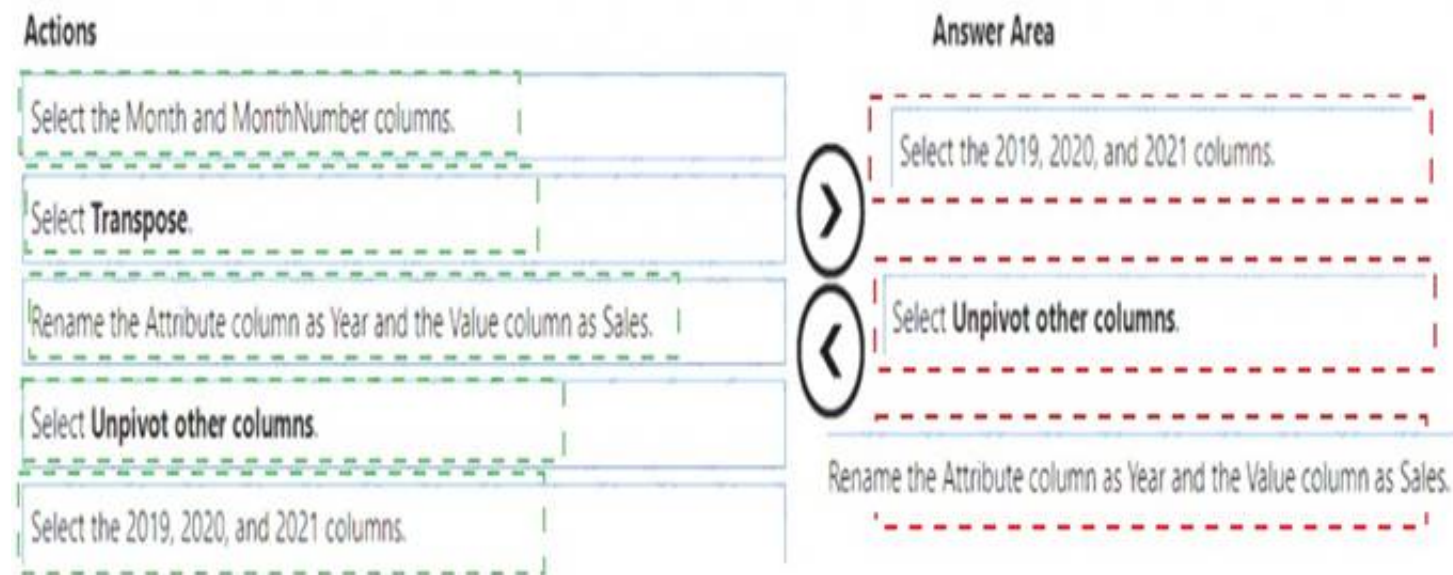 Actions
Select the Month and MonthNumber columns.
Select Transpose.
Rename the Attribute column as Year and the Value column as Sales.
Select Unpivot other columns.
Select the 2019, 2020, and 2021 columns.
Answer Area
Select the 2019, 2020, and 2021 columns.
Select Unpivot other columns.
Rename the Attribute column as Year and the Value column as Sales.